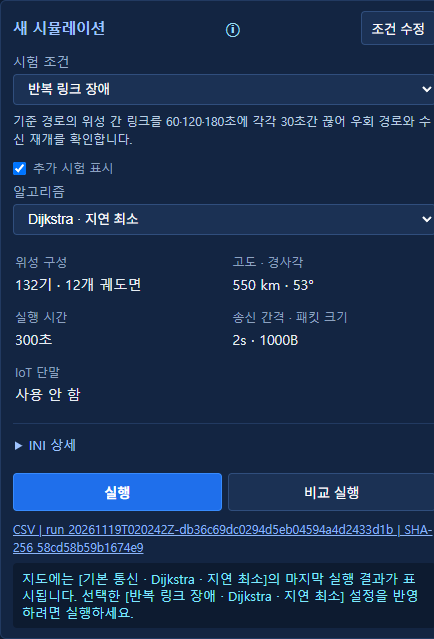 새 시뮬레이션
조건 수정
시험 조건
반복 링크 장애
기준 경로의 위성 간 링크를 60·120·180초에 각각 30초간 끊어 우회 경로와 수
신 재개를 확인합니다.
추가 시험 표시
알고리즘
Dijkstra · 지연 최소
위성 구성
고도 · 경사각
132기 · 12개 궤도면
550 km · 53°
실행 시간
송신 간격 · 패킷 크기
300초
2s · 1000B
IoT 단말
사용 안 함
▶ INI 상세
실행
비교 실행
CSV | run 20261119T020242Z-db36c69dc0294d5eb04594a4d2433d1b | SHA-
256 58cd58b59b1674e9
지도에는 [기본 통신 · Dijkstra · 지연 최소]의 마지막 실행 결과가 표
시됩니다. 선택한 [반복 링크 장애 · Dijkstra · 지연 최소] 설정을 반영
하려면 실행하세요.